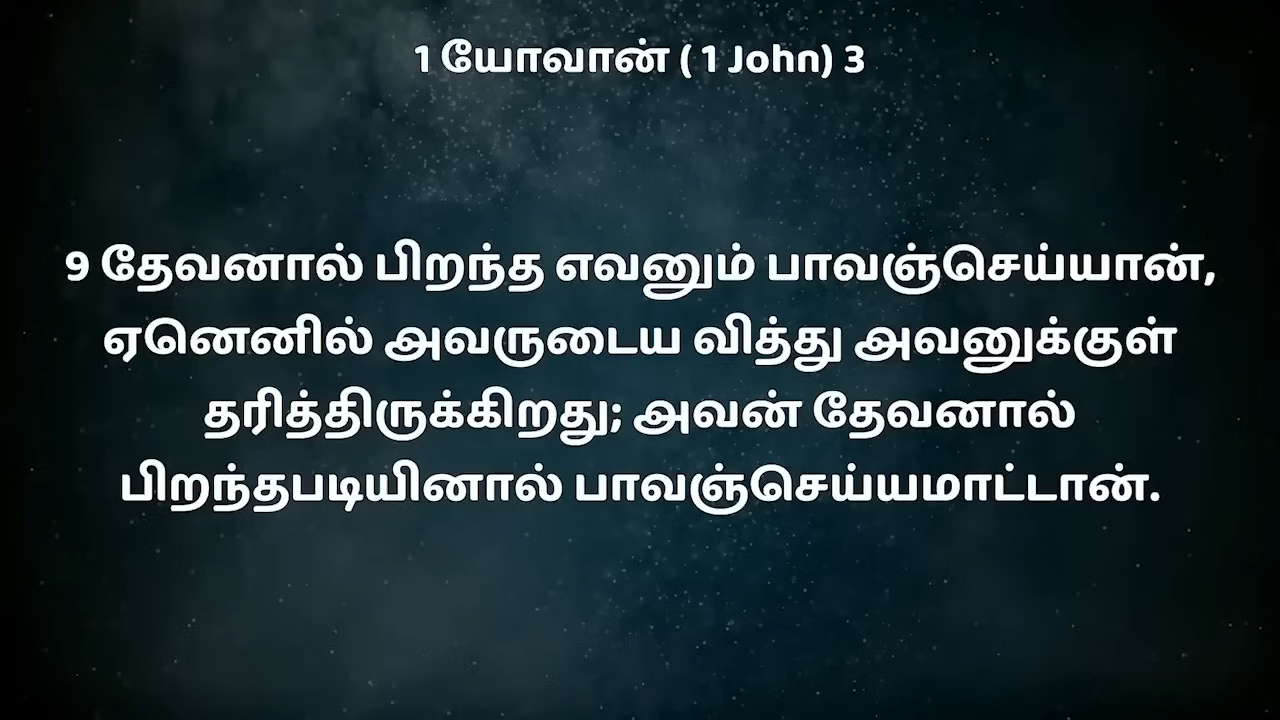 1 யோவான் ( 1 John) 3
9 தேவனால் பிறந்த எவனும் பாவஞ்செய்யான்,
ஏனெனில் அவருடைய வித்து அவனுக்குள்
தரித்திருக்கிறது; அவன் தேவனால்
பிறந்தபடியினால் பாவஞ்செய்யமாட்டான்.